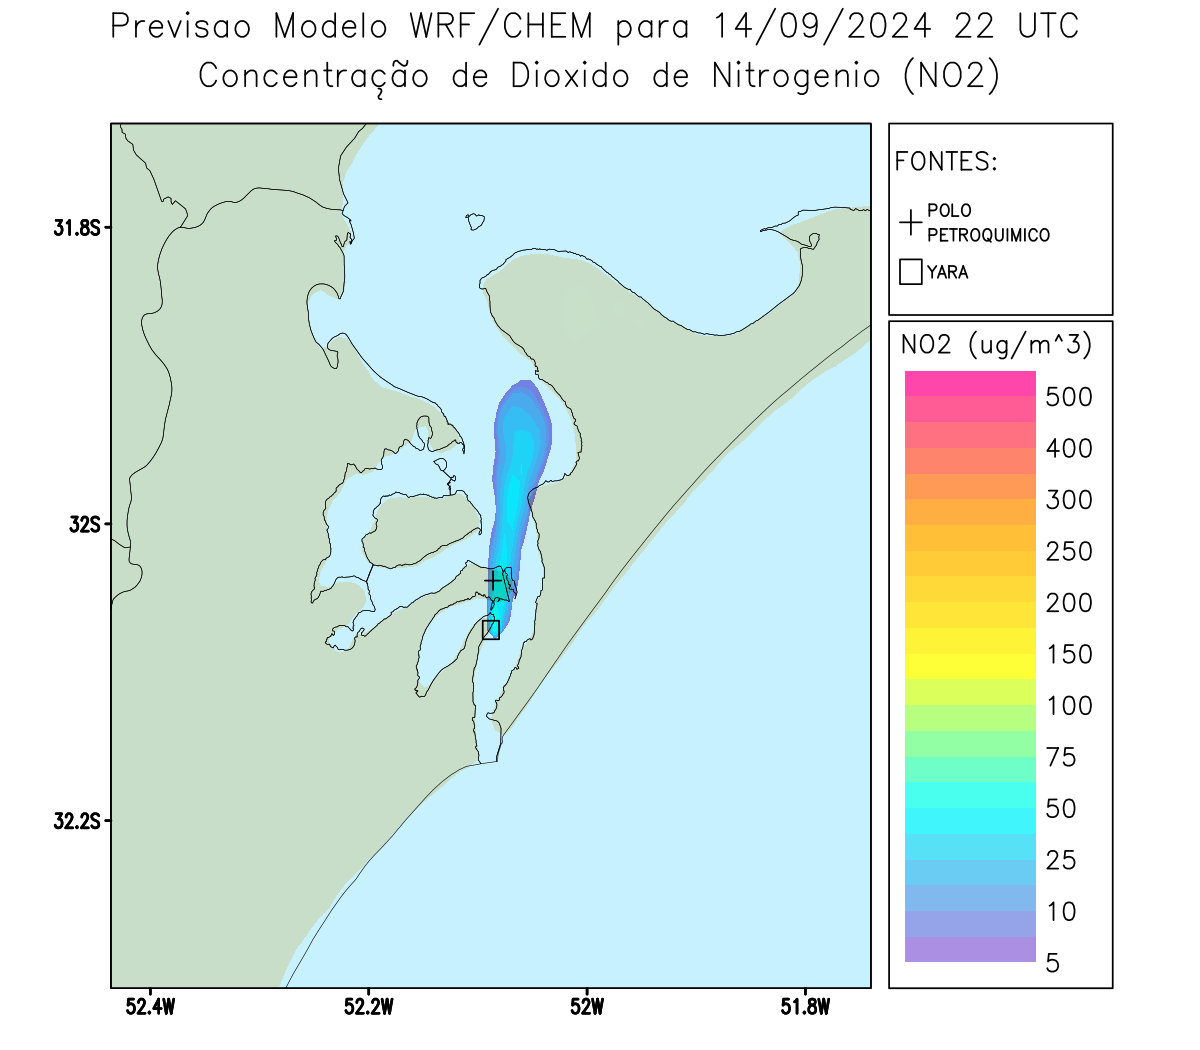 Previsao Modelo WRF/CHEM para 14/09/2024 22 UTC
Concentração de Dioxido de Nitrogenio (NO2)
FONTES:
POLO
PETROQUIMICO
YARA
31.8S
32S
32.2S
52.4W
52.2W
52W
51.8W
NO2 (ug/m^3)
500
400
300
250
200
150
100
75
50
25
10
5